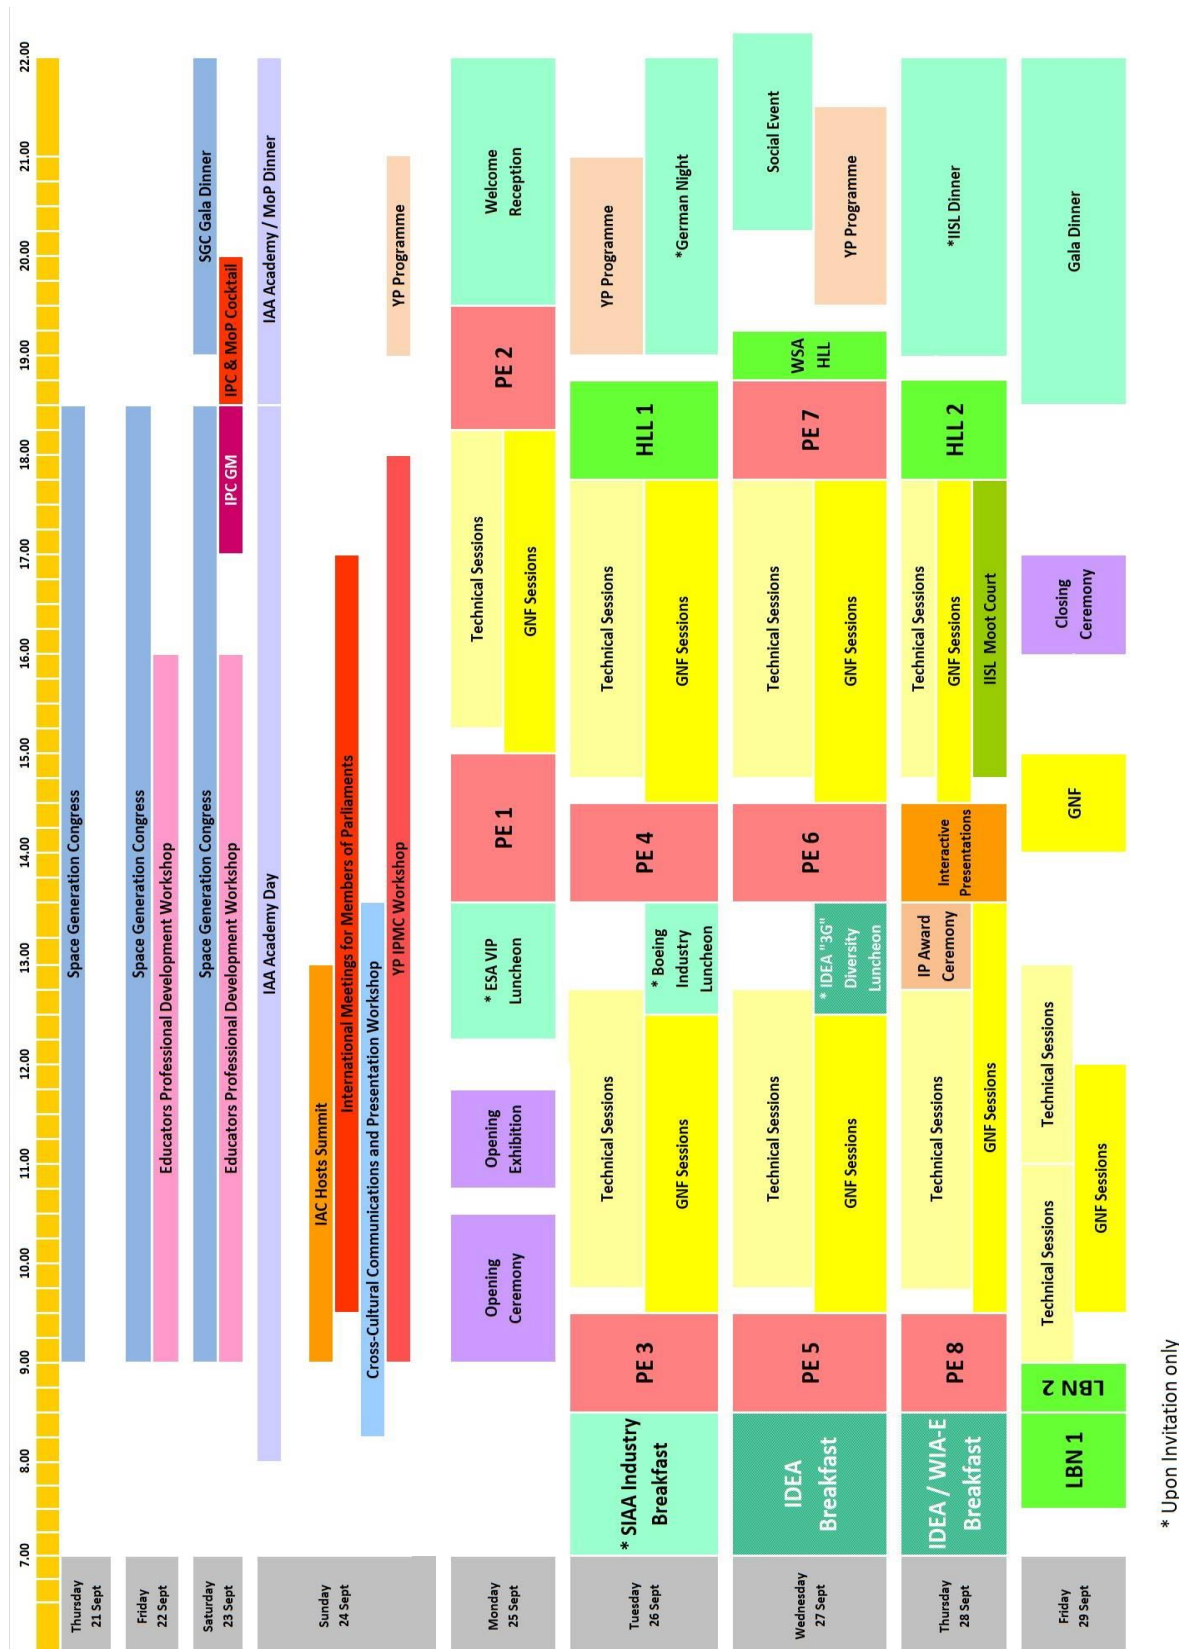 7.00
8.00
9.00
10.00
11.00
12.00
13.00
14.00
15.00
16.00
17.00
18.00
19.00
20.00
21.00
22.00
Thursday
21 Sept
Space Generation Congress
Friday
22 Sept
Space Generation Congress
Educators Professional Development Workshop
Saturday
23 Sept
Space Generation Congress
SGC Gala Dinner
Educators Professional Development Workshop
IPC GM
IPC & MoP Cocktail
Sunday
24 Sept
IAA Academy Day
IAA Academy / MoP Dinner
IAC Hosts Summit
International Meetings for Members of Parliaments
Cross-Cultural Communications and Presentation Workshop
YP IPMC Workshop
YP Programme
Monday
25 Sept
Opening
Ceremony
Opening
Exhibition
* ESA VIP
Luncheon
PE 1
Technical Sessions
GNF Sessions
PE 2
Welcome
Reception
Tuesday
26 Sept
* SIAA Industry
Breakfast
PE 3
Technical Sessions
GNF Sessions
* Boeing
Industry
Luncheon
PE 4
Technical Sessions
GNF Sessions
HLL 1
YP Programme
*German Night
Wednesday
27 Sept
IDEA
Breakfast
PE 5
Technical Sessions
GNF Sessions
* IDEA "3G"
Diversity
Luncheon
PE 6
Technical Sessions
GNF Sessions
PE 7
WSA
HLL
Social Event
YP Programme
Thursday
28 Sept
IDEA / WIA-E
Breakfast
PE 8
Technical Sessions
GNF Sessions
IP Award
Ceremony
Interactive
Presentations
Technical Sessions
GNF Sessions
IISL Moot Court
HLL 2
*IISL Dinner
Friday
29 Sept
LBN 1
LBN 2
Technical Sessions
Technical Sessions
GNF Sessions
GNF
Closing
Ceremony
Gala Dinner
* Upon Invitation only